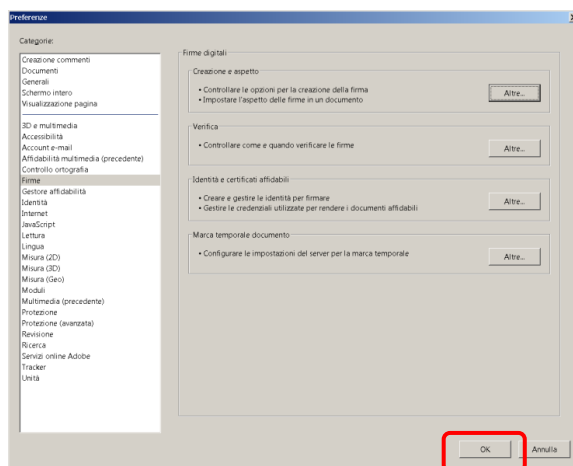 Preferenze
Categorie:
Creazione commenti
Documenti
Generali
Schermo intero
Visualizzazione pagina
3D e multimedia
Accessibilità
Account e-mail
Affidabilità multimedia (precedente)
Controllo ortografia
Firme
Gestore affidabilità
Identità
Internet
JavaScript
Lettura
Lingua
Misura (2D)
Misura (3D)
Misura (Geo)
Moduli
Multimedia (precedente)
Protezione
Protezione (avanzata)
Revisione
Ricerca
Servizi online Adobe
Tracker
Unità
Firme digitali
Creazione e aspetto
• Controllare le opzioni per la creazione della firma
• Impostare l'aspetto delle firme in un documento
Altre...
Verifica
• Controllare come e quando verificare le firme
Altre...
Identità e certificati affidabili
• Creare e gestire le identità per firmare
• Gestire le credenziali utilizzate per rendere i documenti affidabili
Altre...
Marca temporale documento
• Configurare le impostazioni del server per la marca temporale
Altre...
OK
Annulla